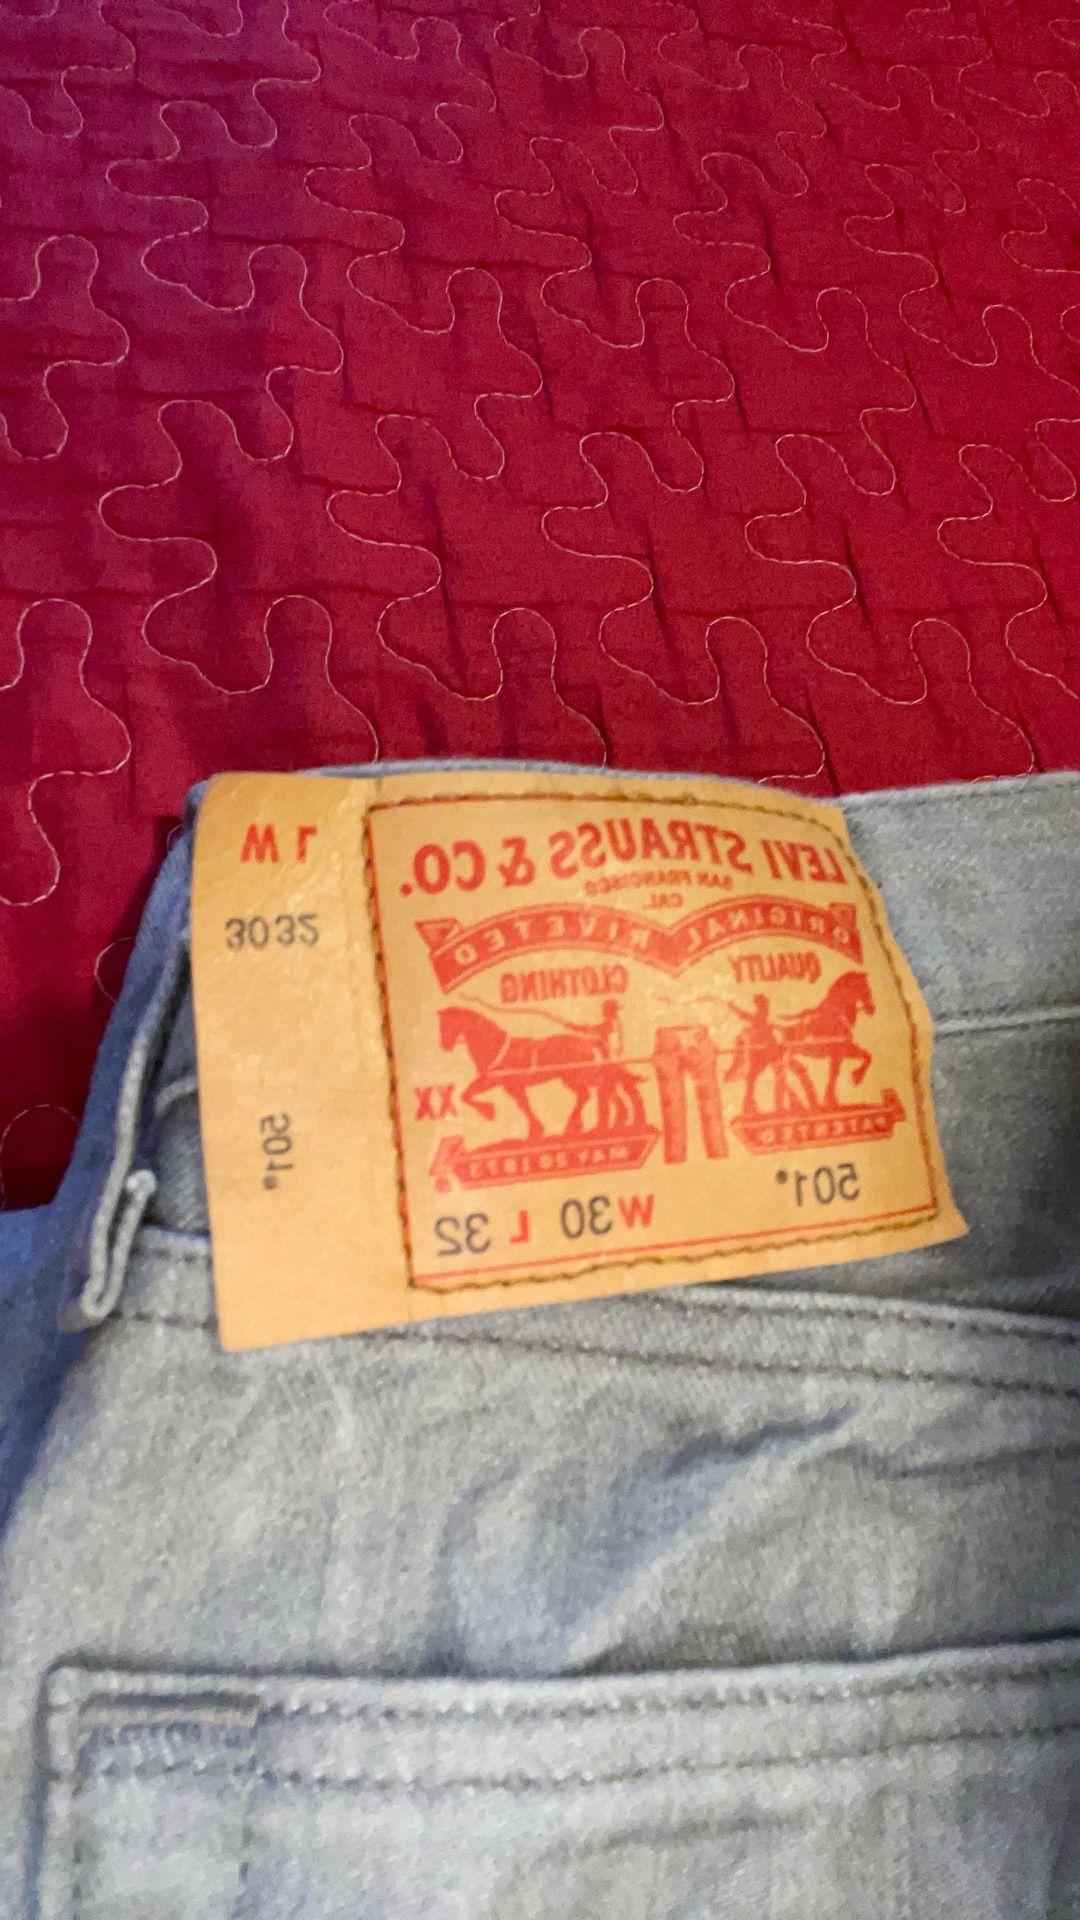 LEVI STRAUSS & CO.
SAN FRANCISCO
CAL.
ORIGINAL RIVETED
QUALITY CLOTHING
XX
PATENTED MAY 20 1873
501®
W 30 L 32
W L
3032
501®